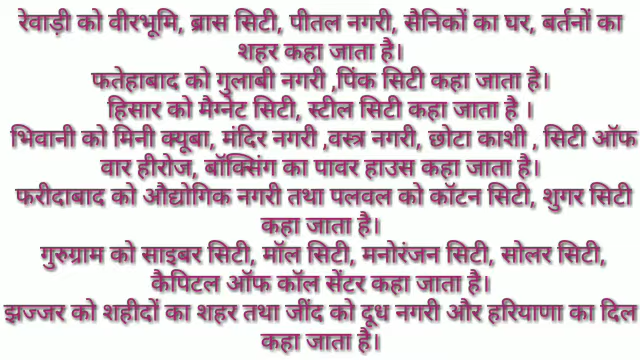 रेवाड़ी को वीरभूमि, ब्रास सिटी, पीतल नगरी, सैनिकों का घर, बर्तनों का
शहर कहा जाता है।
फतेहाबाद को गुलाबी नगरी ,पिंक सिटी कहा जाता है।
हिसार को मैग्नेट सिटी, स्टील सिटी कहा जाता है ।
भिवानी को मिनी क्यूबा, मंदिर नगरी ,वस्त्र नगरी, छोटा काशी , सिटी ऑफ
वार हीरोज, बॉक्सिंग का पावर हाउस कहा जाता है।
फरीदाबाद को औद्योगिक नगरी तथा पलवल को कॉटन सिटी, शुगर सिटी
कहा जाता है।
गुरुग्राम को साइबर सिटी, मॉल सिटी, मनोरंजन सिटी, सोलर सिटी,
कैपिटल ऑफ कॉल सेंटर कहा जाता है।
झज्जर को शहीदों का शहर तथा जींद को दूध नगरी और हरियाणा का दिल
कहा जाता है।